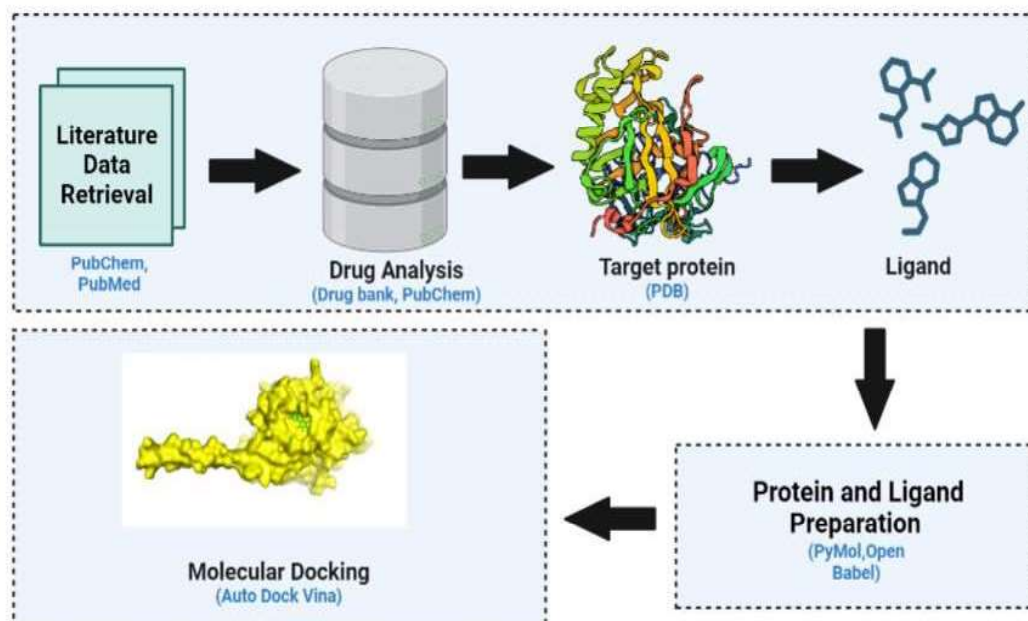 Literature
Data
Retrieval
PubChem,
PubMed
Drug Analysis
(Drug bank, PubChem)
Target protein
(PDB)
Ligand
Protein and Ligand
Preparation
(PyMol,Open
Babel)
Molecular Docking
(Auto Dock Vina)